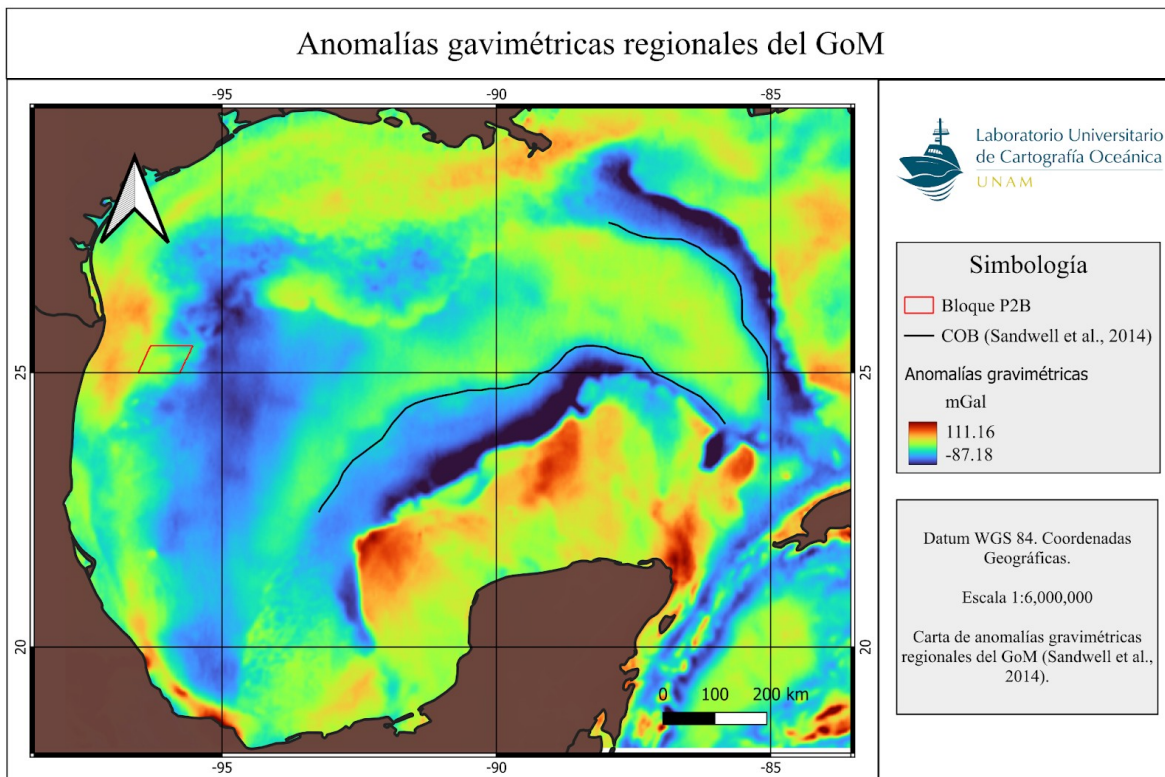 Anomalías gavimétricas regionales del GoM
-95
-90
-85
25
20
25
20
-95
-90
-85
0 100 200 km
Laboratorio Universitario
de Cartografía Oceánica
UNAM
Simbología
Bloque P2B
COB (Sandwell et al., 2014)
Anomalías gravimétricas
mGal
111.16
-87.18
Datum WGS 84. Coordenadas
Geográficas.
Escala 1:6,000,000
Carta de anomalías gravimétricas
regionales del GoM (Sandwell et al.,
2014).